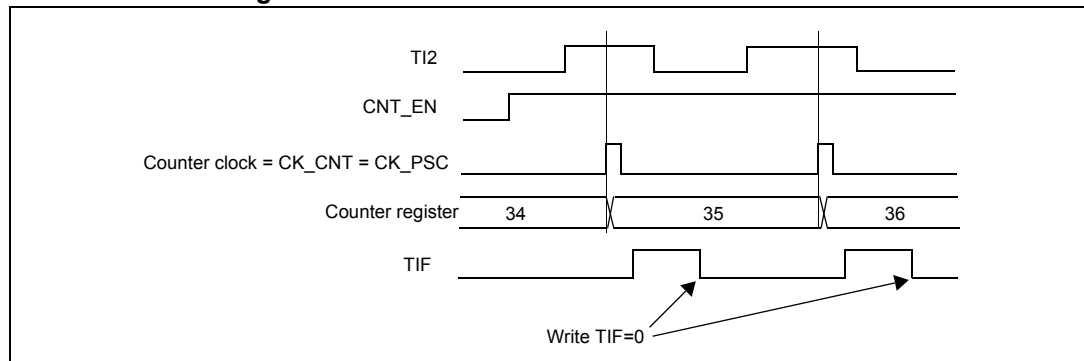 TI2
CNT_EN
Counter clock = CK_CNT = CK_PSC
Counter register 34 35 36
TIF
Write TIF=0